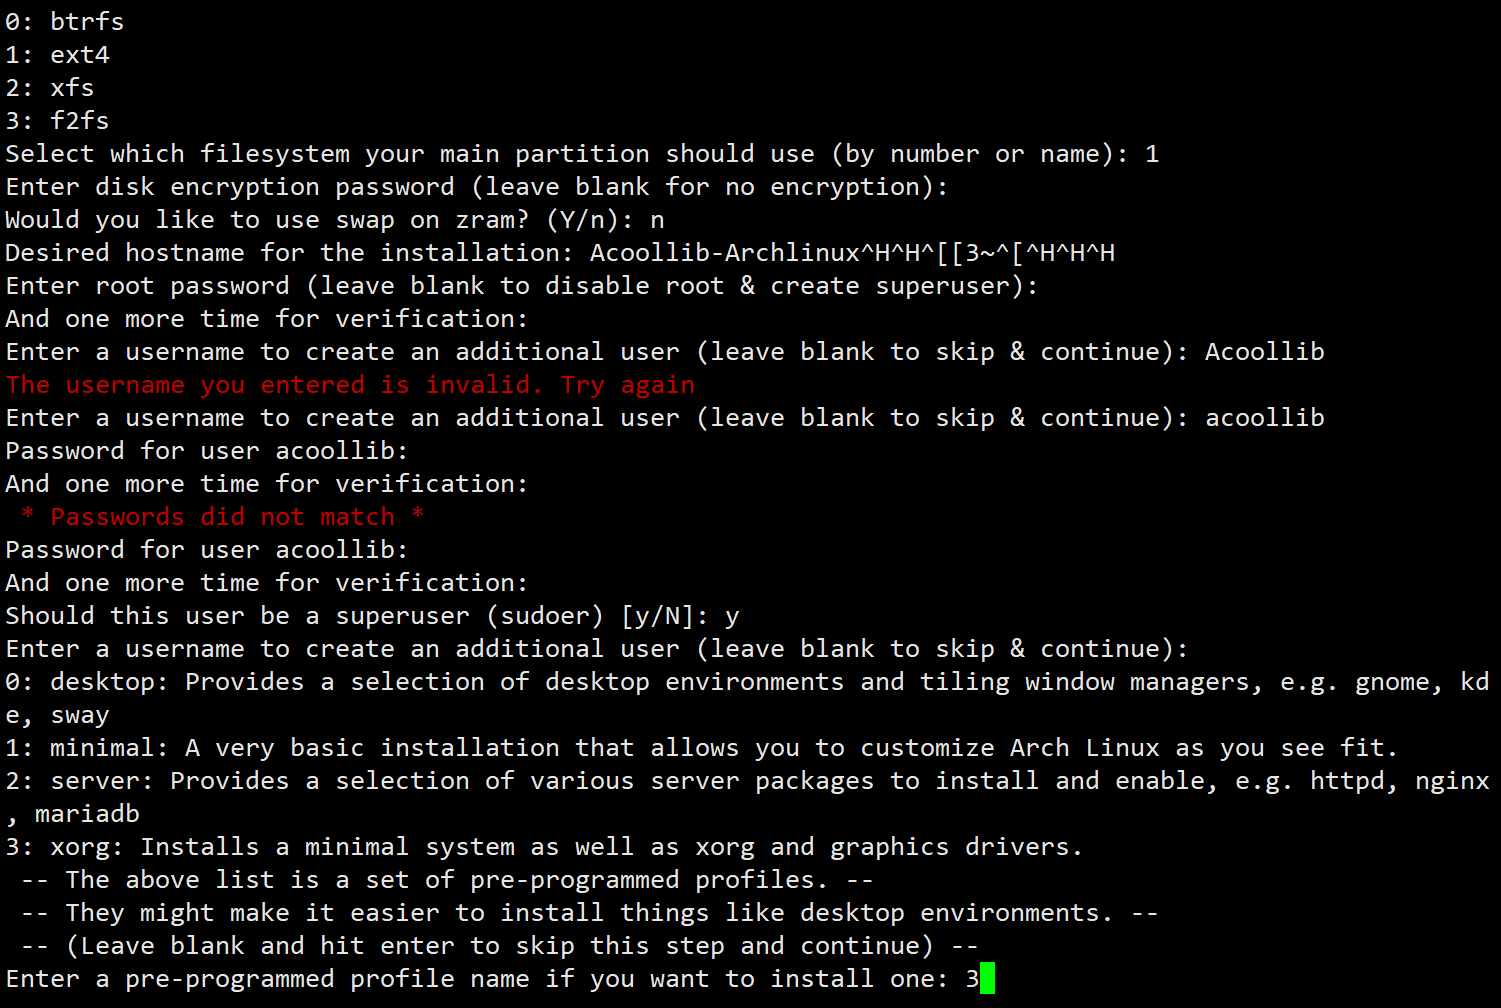 0: btrfs
1: ext4
2: xfs
3: f2fs
Select which filesystem your main partition should use (by number or name): 1
Enter disk encryption password (leave blank for no encryption):
Would you like to use swap on zram? (Y/n): n
Desired hostname for the installation: Acoollib-Archlinux^H^H^[[3~^[^H^H^H
Enter root password (leave blank to disable root & create superuser):
And one more time for verification:
Enter a username to create an additional user (leave blank to skip & continue): Acoollib
The username you entered is invalid. Try again
Enter a username to create an additional user (leave blank to skip & continue): acoollib
Password for user acoollib:
And one more time for verification:
 * Passwords did not match *
Password for user acoollib:
And one more time for verification:
Should this user be a superuser (sudoer) [y/N]: y
Enter a username to create an additional user (leave blank to skip & continue):
0: desktop: Provides a selection of desktop environments and tiling window managers, e.g. gnome, kd
e, sway
1: minimal: A very basic installation that allows you to customize Arch Linux as you see fit.
2: server: Provides a selection of various server packages to install and enable, e.g. httpd, nginx
, mariadb
3: xorg: Installs a minimal system as well as xorg and graphics drivers.
 -- The above list is a set of pre-programmed profiles. --
 -- They might make it easier to install things like desktop environments. --
 -- (Leave blank and hit enter to skip this step and continue) --
Enter a pre-programmed profile name if you want to install one: 3